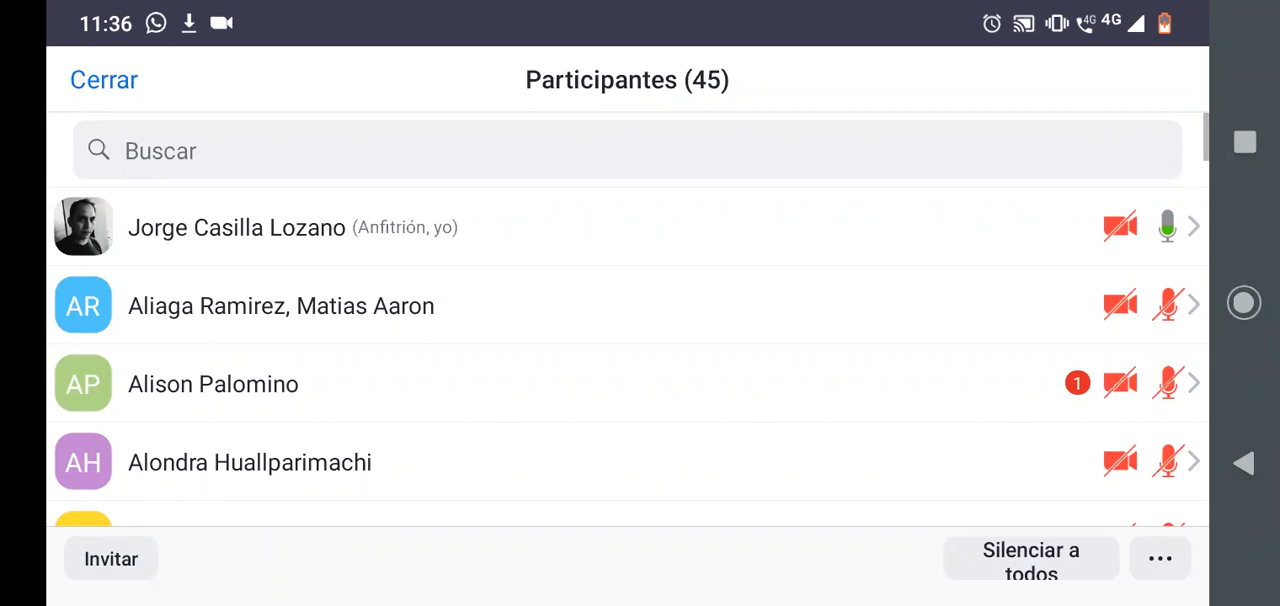 11:36
4G 4G
Cerrar
Participantes (45)
Buscar
Jorge Casilla Lozano (Anfitrión, yo)
AR Aliaga Ramirez, Matias Aaron
AP Alison Palomino 1
AH Alondra Huallparimachi
Invitar
Silenciar a
todos
...